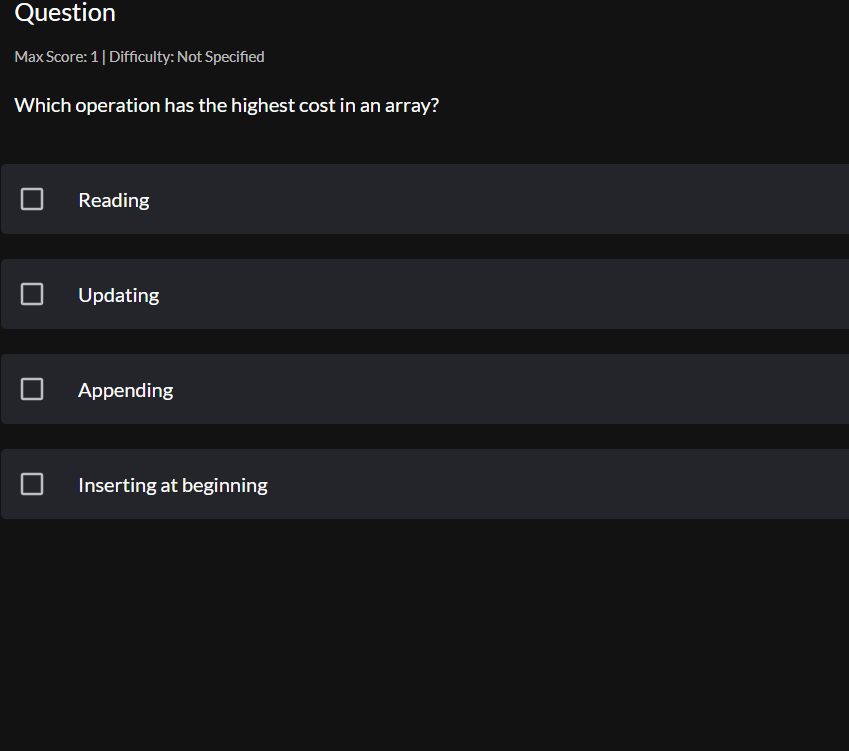 Question
Max Score: 1 | Difficulty: Not Specified
Which operation has the highest cost in an array?
Reading
Updating
Appending
Inserting at beginning